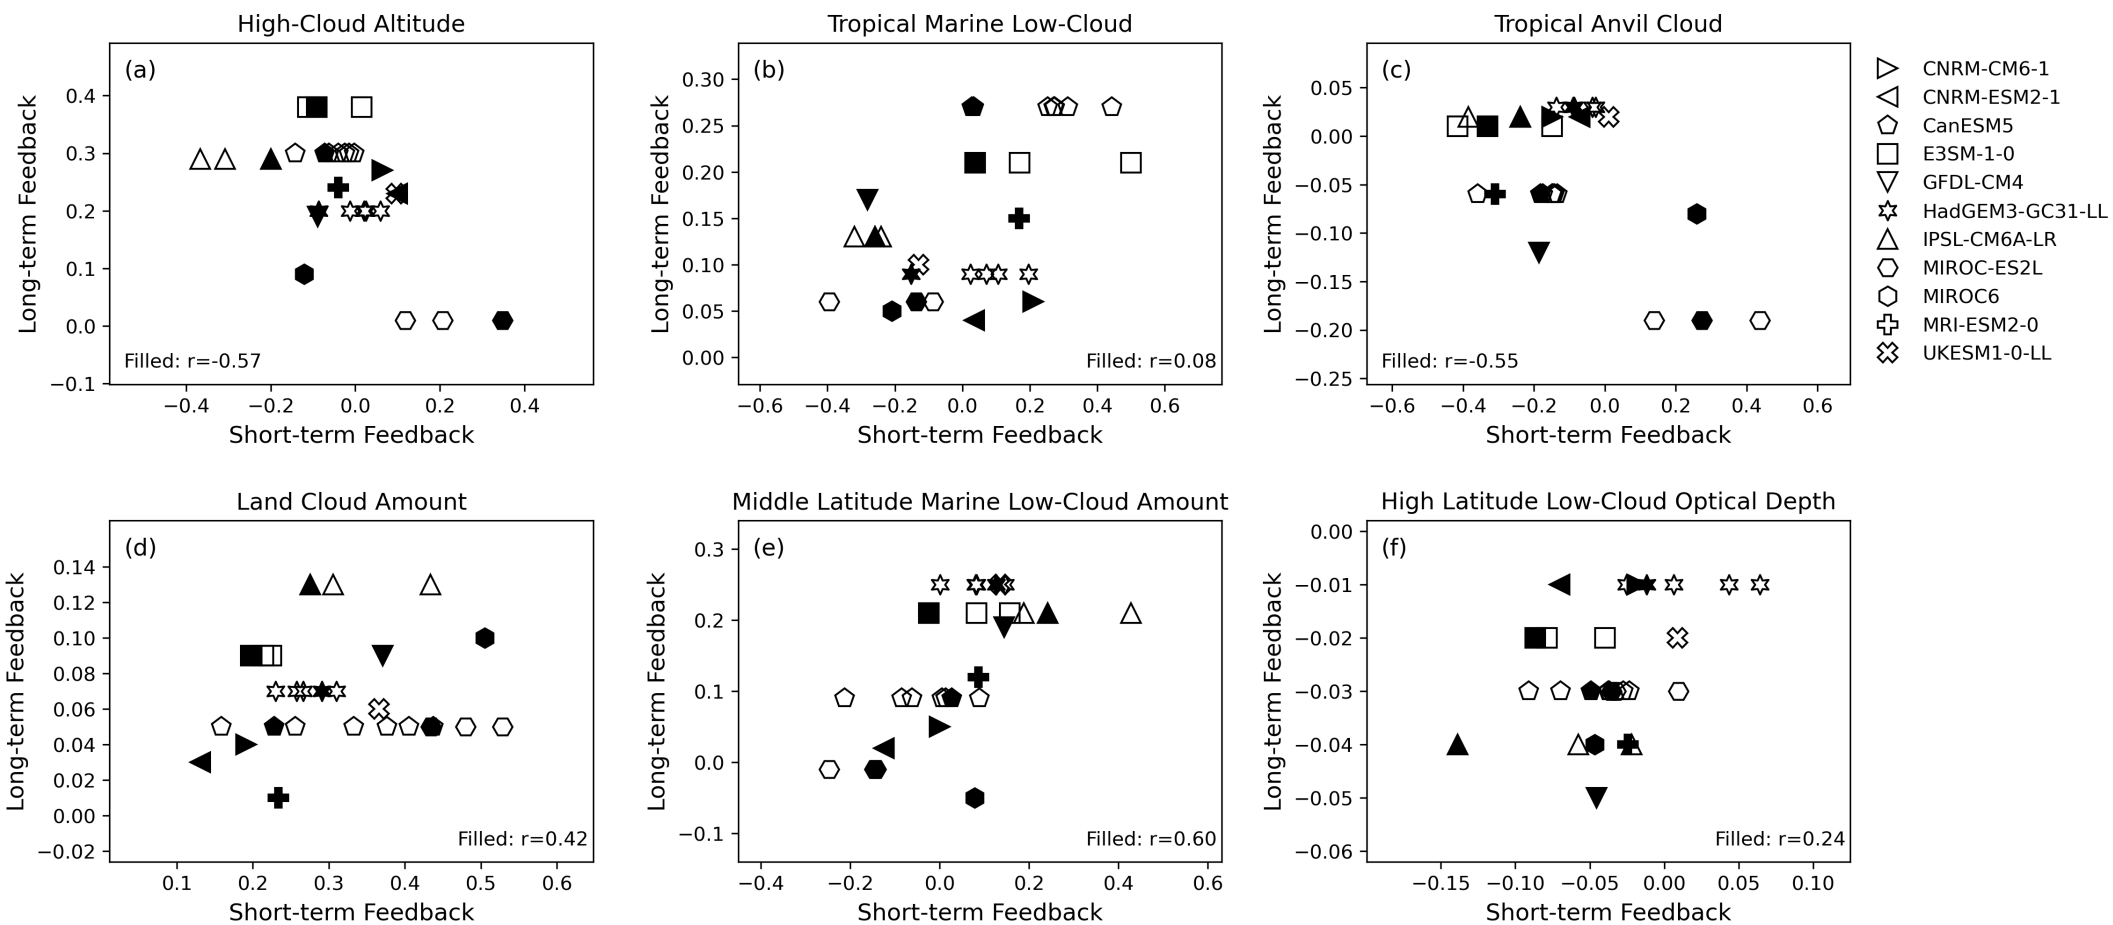 High-Cloud Altitude
(a)
Long-term Feedback
0.4
0.3
0.2
0.1
0.0
−0.1
Filled: r=-0.57
−0.4 −0.2 0.0 0.2 0.4
Short-term Feedback
Tropical Marine Low-Cloud
(b)
Long-term Feedback
0.30
0.25
0.20
0.15
0.10
0.05
0.00
Filled: r=0.08
−0.6 −0.4 −0.2 0.0 0.2 0.4 0.6
Short-term Feedback
Tropical Anvil Cloud
(c)
Long-term Feedback
0.05
0.00
−0.05
−0.10
−0.15
−0.20
−0.25
Filled: r=-0.55
−0.6 −0.4 −0.2 0.0 0.2 0.4 0.6
Short-term Feedback
CNRM-CM6-1
CNRM-ESM2-1
CanESM5
E3SM-1-0
GFDL-CM4
HadGEM3-GC31-LL
IPSL-CM6A-LR
MIROC-ES2L
MIROC6
MRI-ESM2-0
UKESM1-0-LL
Land Cloud Amount
(d)
Long-term Feedback
0.14
0.12
0.10
0.08
0.06
0.04
0.02
0.00
−0.02
Filled: r=0.42
0.1 0.2 0.3 0.4 0.5 0.6
Short-term Feedback
Middle Latitude Marine Low-Cloud Amount
(e)
Long-term Feedback
0.3
0.2
0.1
0.0
−0.1
Filled: r=0.60
−0.4 −0.2 0.0 0.2 0.4 0.6
Short-term Feedback
High Latitude Low-Cloud Optical Depth
(f)
Long-term Feedback
0.00
−0.01
−0.02
−0.03
−0.04
−0.05
−0.06
Filled: r=0.24
−0.15 −0.10 −0.05 0.00 0.05 0.10
Short-term Feedback